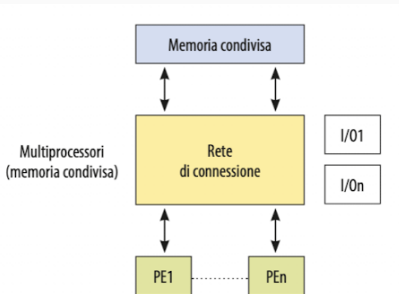 Memoria condivisa
Multiprocessori
(memoria condivisa)
Rete
di connessione
I/O1
I/On
PE1
PEn